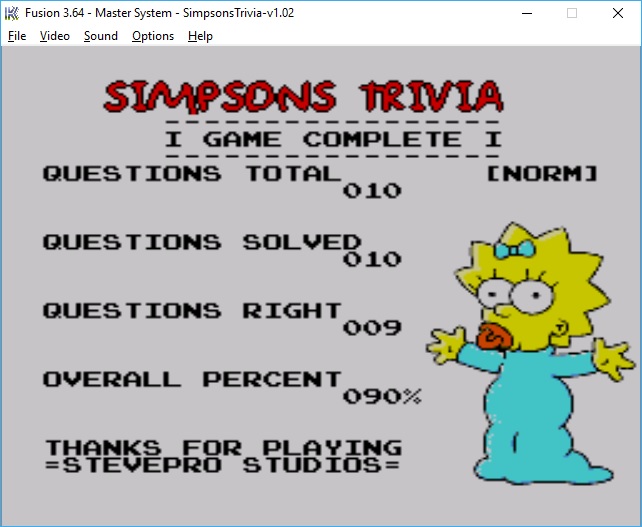 Fusion 3.64 - Master System - SimpsonsTrivia-v1.02
File Video Sound Options Help
SIMPSONS TRIVIA
I GAME COMPLETE I
QUESTIONS TOTAL [NORM]
010
QUESTIONS SOLVED
010
QUESTIONS RIGHT
009
OVERALL PERCENT
090%
THANKS FOR PLAYING
=STEVEPRO STUDIOS=